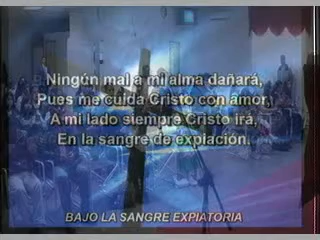 Ningún mal a mi alma dañará,
Pues me cuida Cristo con amor,
A mi lado siempre Cristo irá,
En la sangre de expiación.
BAJO LA SANGRE EXPIATORIA